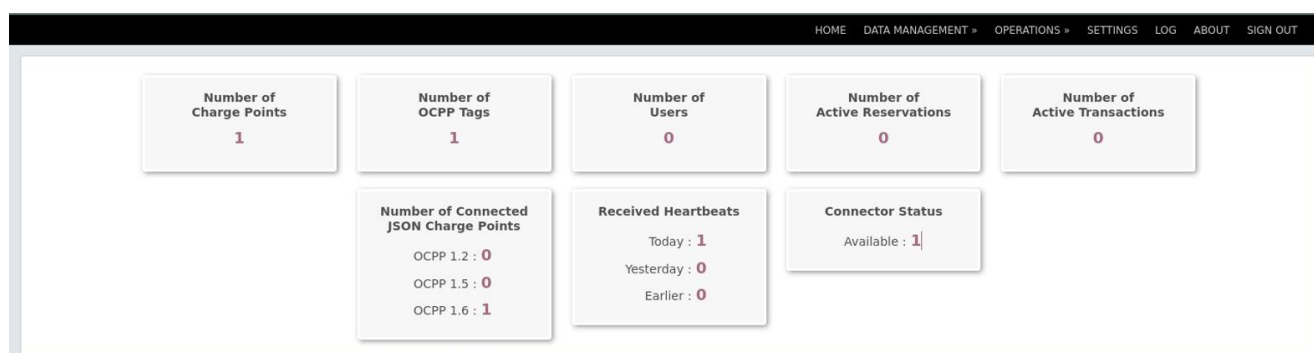 HOME DATA MANAGEMENT » OPERATIONS » SETTINGS LOG ABOUT SIGN OUT
Number of
Charge Points
1
Number of
OCPP Tags
1
Number of
Users
0
Number of
Active Reservations
0
Number of
Active Transactions
0
Number of Connected
JSON Charge Points
OCPP 1.2 : 0
OCPP 1.5 : 0
OCPP 1.6 : 1
Received Heartbeats
Today : 1
Yesterday : 0
Earlier : 0
Connector Status
Available : 1